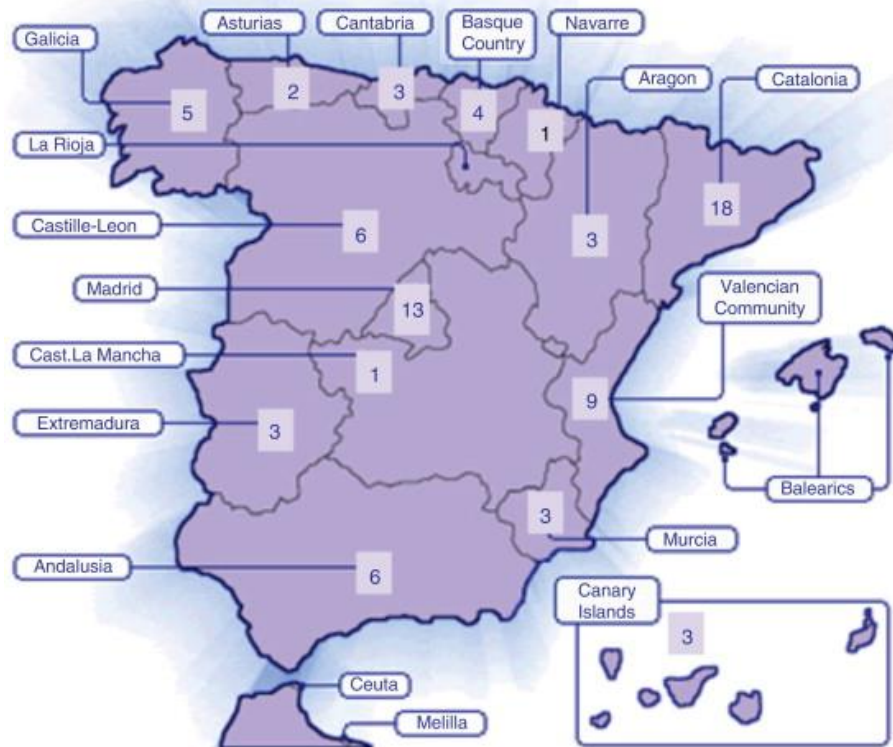 Asturias
Cantabria
Basque
Country
Navarre
Galicia
Aragon
Catalonia
2
3
4
5
1
La Rioja
18
Castille-Leon
6
3
Madrid
13
Valencian
Community
Cast.La Mancha
1
9
Extremadura
3
Balearics
3
Murcia
Andalusia
6
Canary
Islands
3
Ceuta
Melilla